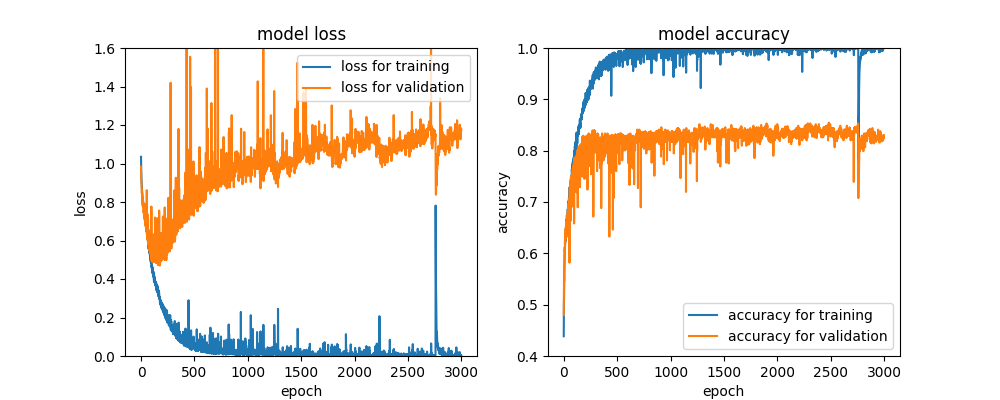 model loss
loss
1.6
1.4
1.2
1.0
0.8
0.6
0.4
0.2
0.0
loss for training
loss for validation
0 500 1000 1500 2000 2500 3000
epoch
model accuracy
accuracy
1.0
0.9
0.8
0.7
0.6
0.5
0.4
accuracy for training
accuracy for validation
0 500 1000 1500 2000 2500 3000
epoch